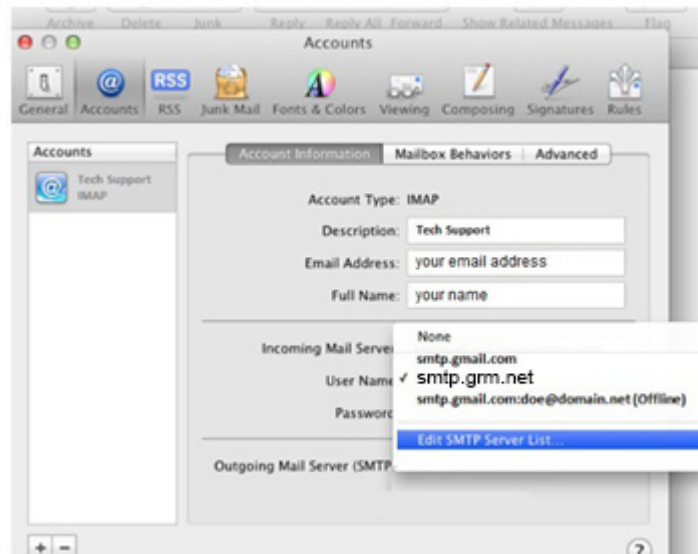 Archive Delete Junk Reply Reply All Forward Show Related Messages Flag
Accounts
RSS
General Accounts RSS Junk Mail Fonts & Colors Viewing Composing Signatures Rules
Accounts
Tech Support
IMAP
Account Information Mailbox Behaviors Advanced
Account Type: IMAP
Description: Tech Support
Email Address: your email address
Full Name: your name
Incoming Mail Serve
User Name
Password
Outgoing Mail Server (SMTP
None
smtp.gmail.com
✓ smtp.grm.net
smtp.gmail.com:doe@domain.net (Offline)
Edit SMTP Server List...
+ −
?